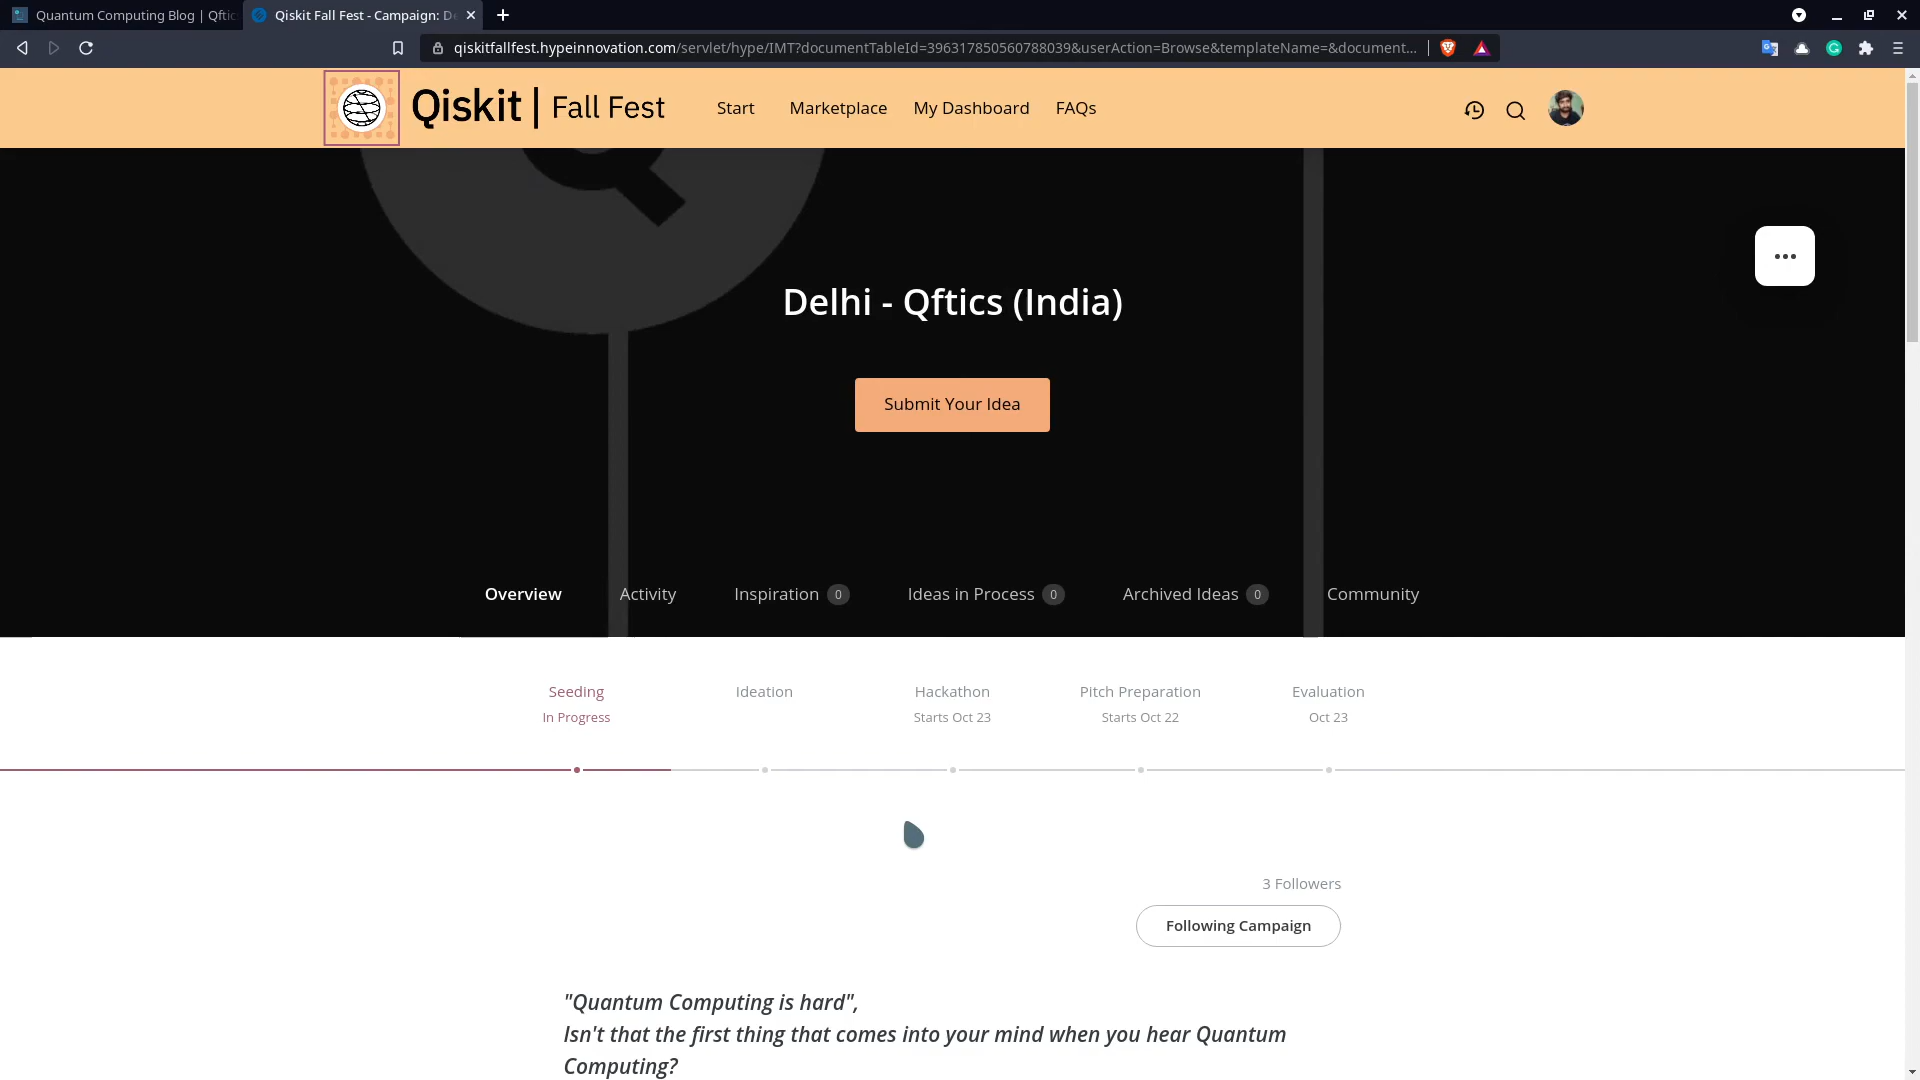 Quantum Computing Blog | Qftic
Qiskit Fall Fest - Campaign: De
qiskitfallfest.hypeinnovation.com/servlet/hype/IMT?documentTableId=396317850560788039&userAction=Browse&templateName=&document...
Qiskit | Fall Fest
Start Marketplace My Dashboard FAQs
Delhi - Qftics (India)
Submit Your Idea
Overview Activity Inspiration 0 Ideas in Process 0 Archived Ideas 0 Community
Seeding Ideation Hackathon Pitch Preparation Evaluation
In Progress Starts Oct 23 Starts Oct 22 Oct 23
3 Followers
Following Campaign
"Quantum Computing is hard",
Isn't that the first thing that comes into your mind when you hear Quantum
Computing?